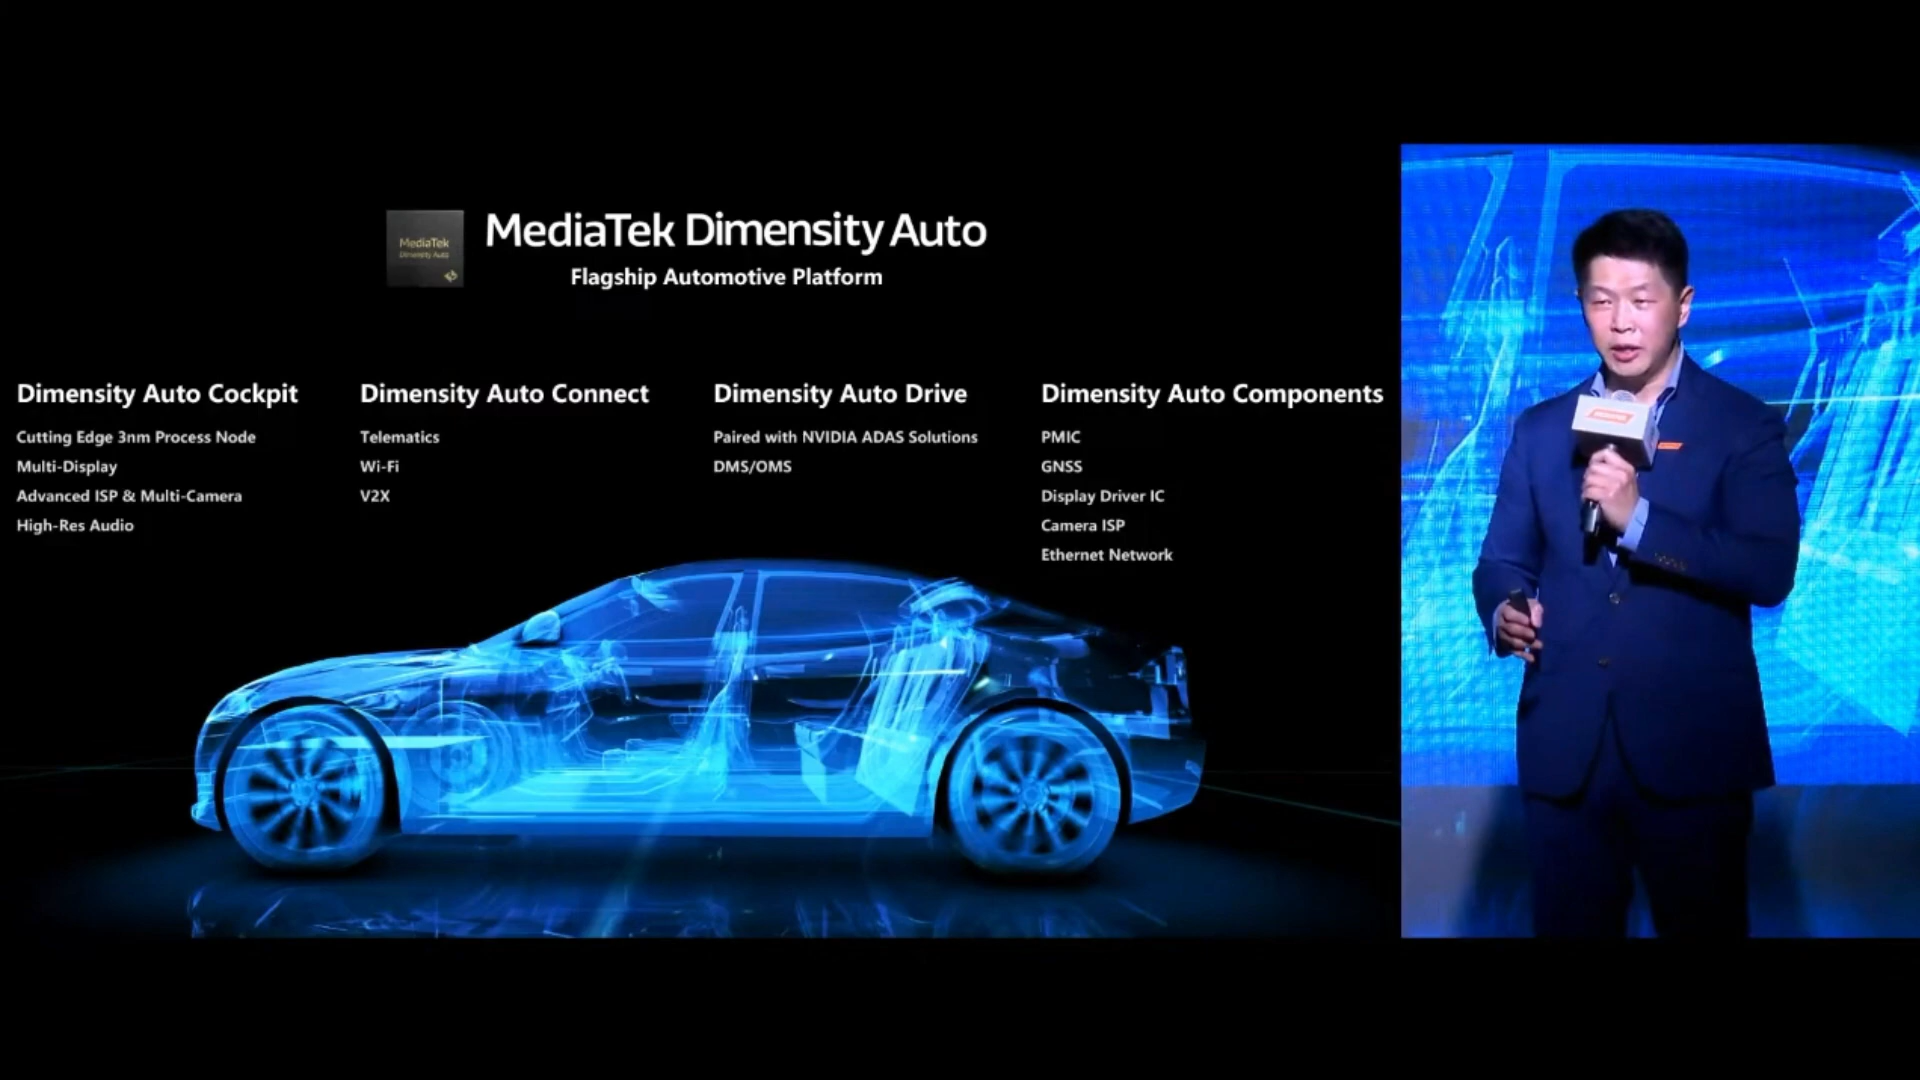 MediaTek
Dimensity Auto
MediaTek Dimensity Auto
Flagship Automotive Platform
Dimensity Auto Cockpit
Cutting Edge 3nm Process Node
Multi-Display
Advanced ISP & Multi-Camera
High-Res Audio
Dimensity Auto Connect
Telematics
Wi-Fi
V2X
Dimensity Auto Drive
Paired with NVIDIA ADAS Solutions
DMS/OMS
Dimensity Auto Components
PMIC
GNSS
Display Driver IC
Camera ISP
Ethernet Network